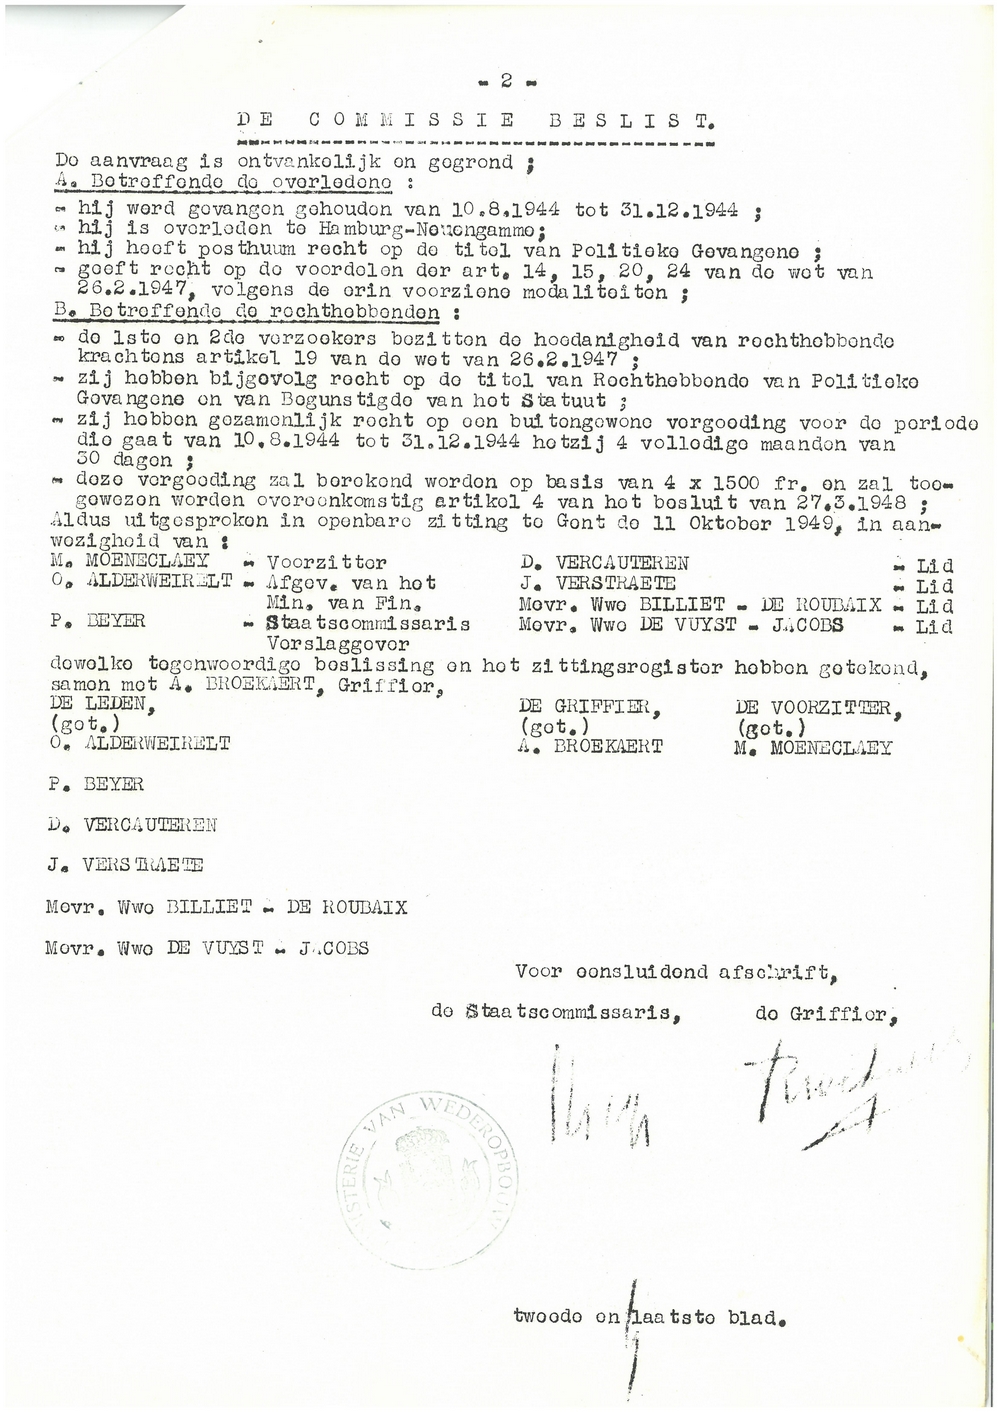 - 2 -
DE COMMISSIE BESLIST.
De aanvraag is ontvankelijk en gegrond ;
A. Betreffende de overledene :
- hij werd gevangen gehouden van 10.8.1944 tot 31.12.1944 ;
- hij is overleden te Hamburg-Neuengamme;
- hij heeft posthuum recht op de titel van Politieke Gevangene ;
- geeft recht op de voordelen der art. 14, 15, 20, 24 van de wet van
26.2.1947, volgens de erin voorziene modaliteiten ;
B. Betreffende de rechthebbenden :
- de 1ste en 2de verzoekers bezitten de hoedanigheid van rechthebbende
krachtens artikel 19 van de wet van 26.2.1947 ;
- zij hebben bijgevolg recht op de titel van Rechthebbende van Politieke
Gevangene en van Begunstigde van het Statuut ;
- zij hebben gezamenlijk recht op een buitengewone vergoeding voor de periode
die gaat van 10.8.1944 tot 31.12.1944 hetzij 4 volledige maanden van
30 dagen ;
- deze vergoeding zal berekend worden op basis van 4 x 1500 fr. en zal toe-
gewezen worden overeenkomstig artikel 4 van het besluit van 27.3.1948 ;
Aldus uitgesproken in openbare zitting te Gent de 11 Oktober 1949, in aan-
wezigheid van :
M. MOENECLAEY - Voorzitter D. VERCAUTEREN - Lid
O. ALDERWEIRELT - Afgev. van het J. VERSTRAETE - Lid
Min. van Fin. Mevr. Wwe BILLIET - DE ROUBAIX - Lid
P. BEYER - Staatscommissaris Mevr. Wwe DE VUYST - JACOBS - Lid
Verslaggever
dewelke tegenwoordige beslissing en het zittingsregister hebben getekend,
samen met A. BROEKAERT, Griffier,
DE LEDEN, DE GRIFFIER, DE VOORZITTER,
(get.) (get.) (get.)
O. ALDERWEIRELT A. BROEKAERT M. MOENECLAEY
P. BEYER
D. VERCAUTEREN
J. VERSTRAETE
Mevr. Wwe BILLIET - DE ROUBAIX
Mevr. Wwe DE VUYST - JACOBS
Voor eensluidend afschrift,
de Staatscommissaris, de Griffier,
ISTERIE VAN WEDEROPBOUW
tweede en laatste blad.